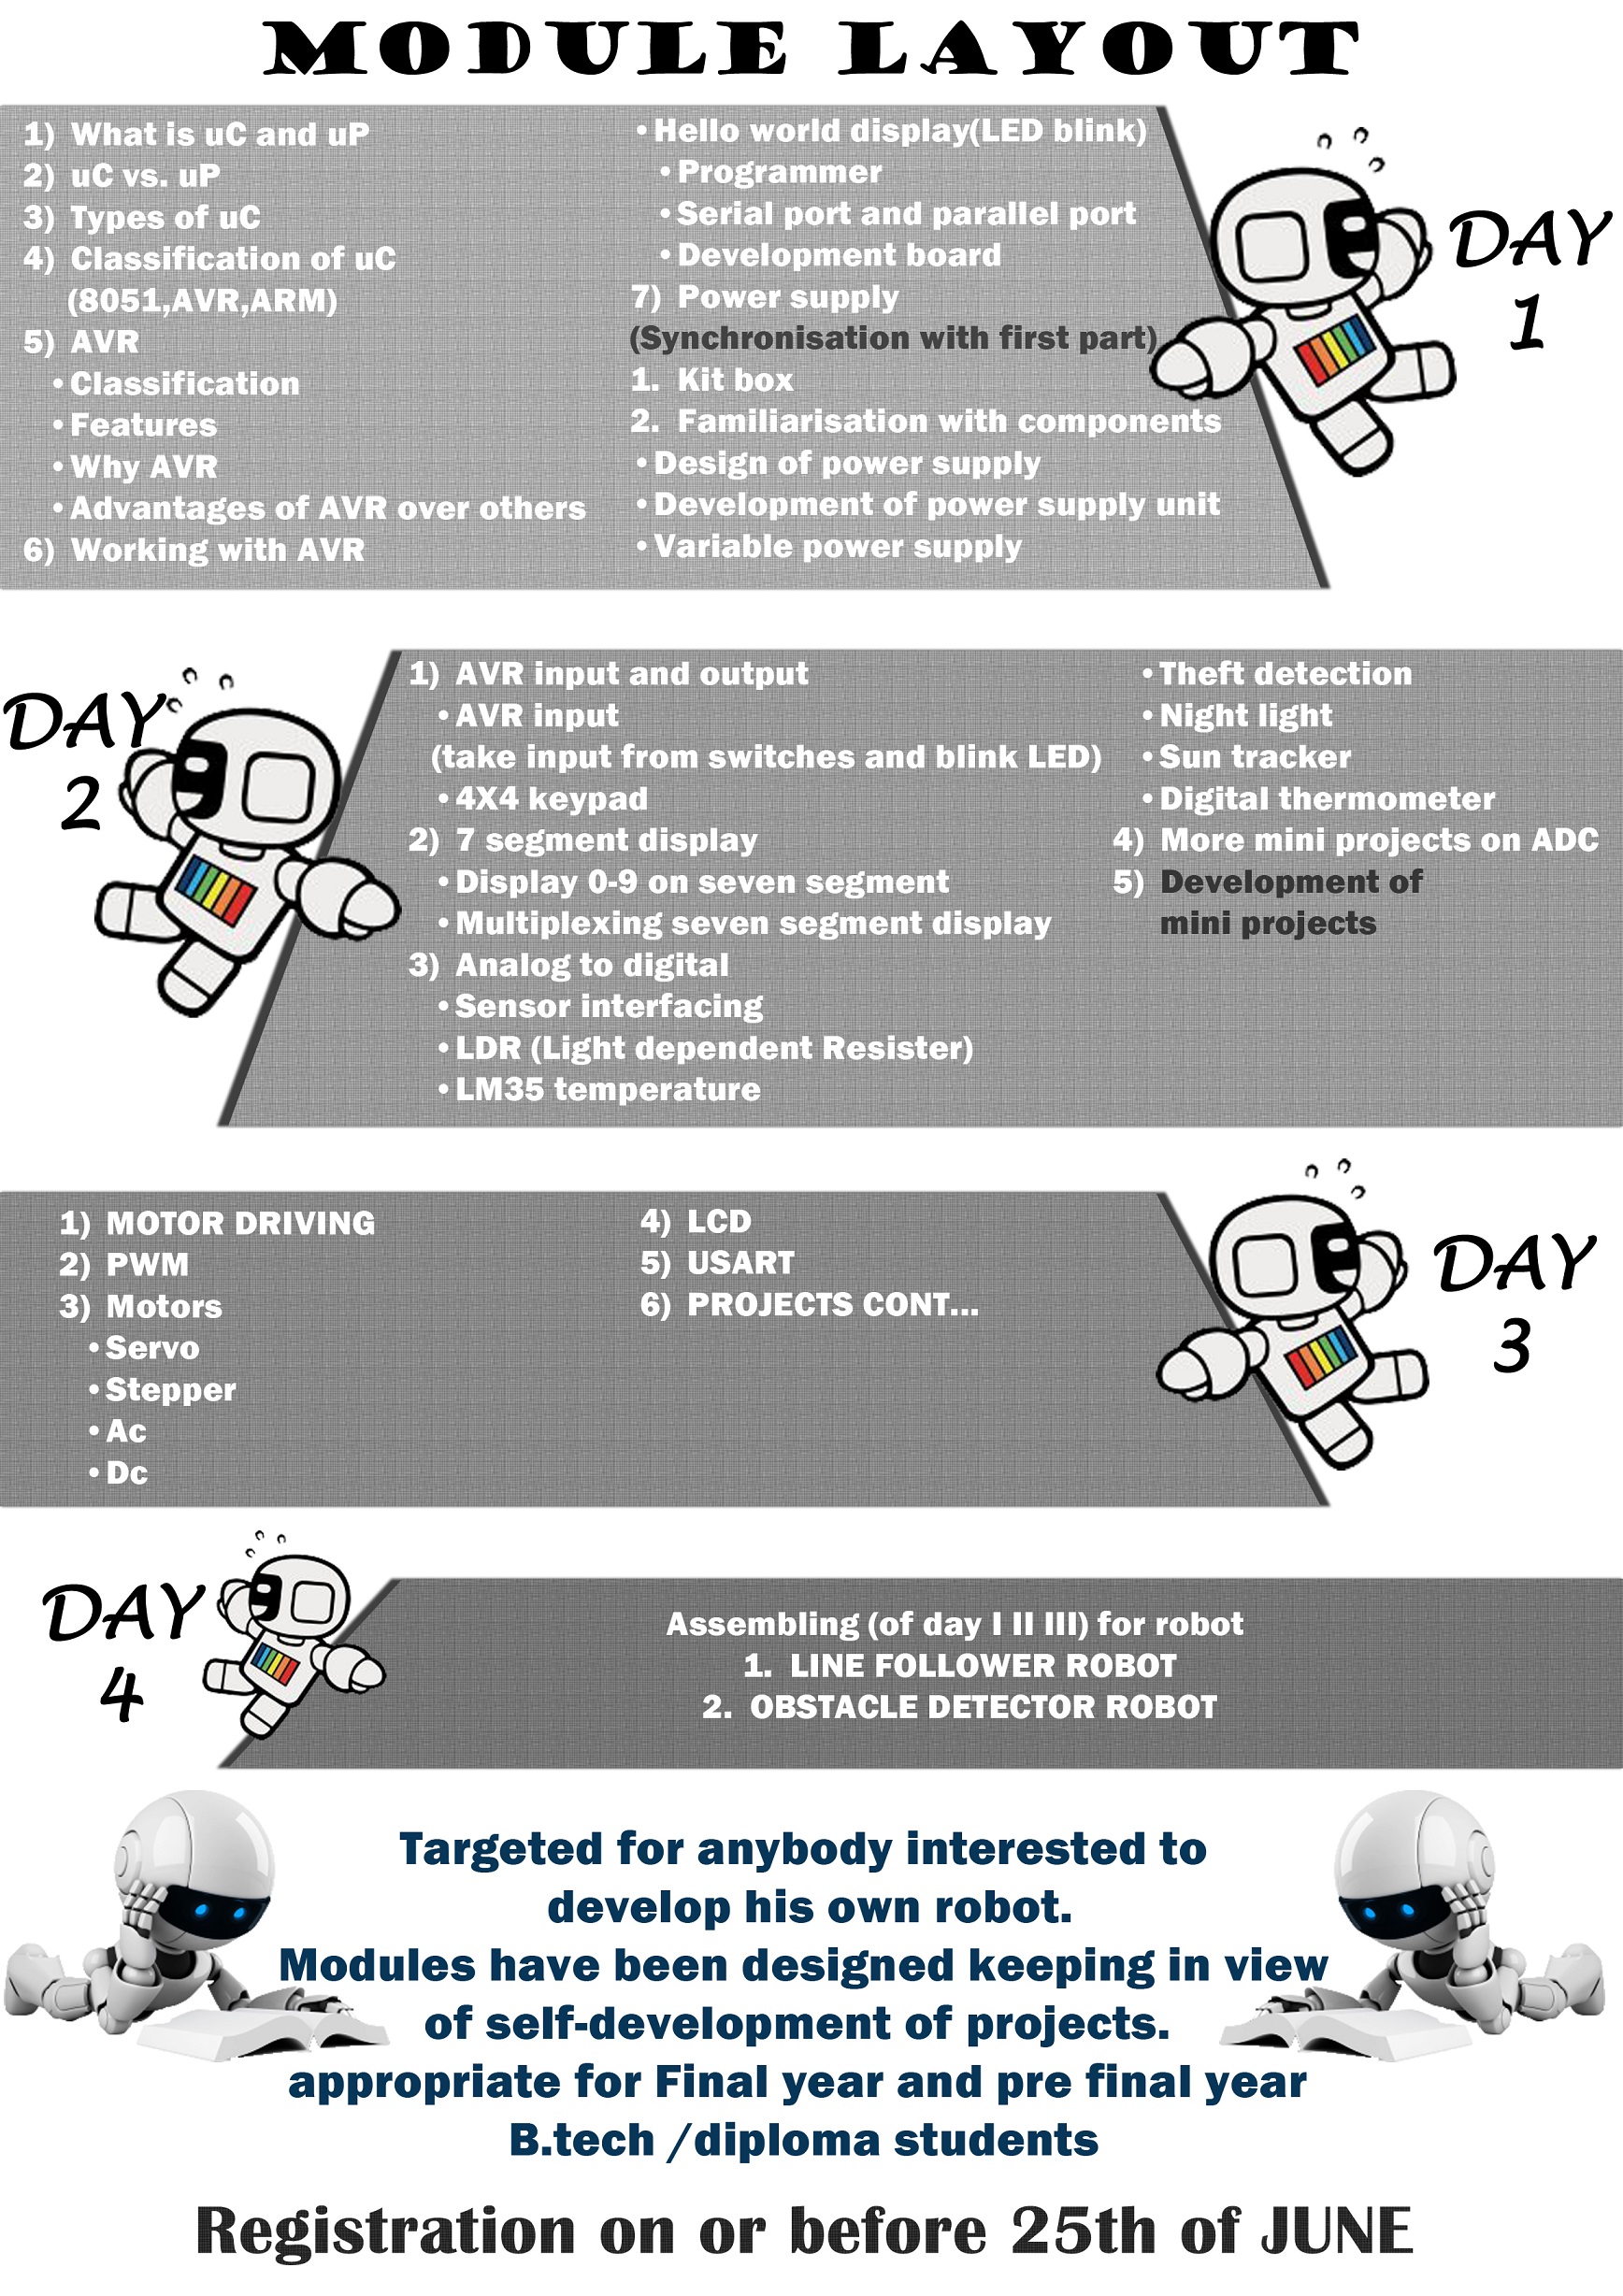 MODULE LAYOUT
1) What is uC and uP
2) uC vs. uP
3) Types of uC
4) Classification of uC
(8051,AVR,ARM)
5) AVR
• Classification
• Features
• Why AVR
• Advantages of AVR over others
6) Working with AVR
• Hello world display(LED blink)
• Programmer
• Serial port and parallel port
• Development board
7) Power supply
(Synchronisation with first part)
1. Kit box
2. Familiarisation with components
• Design of power supply
• Development of power supply unit
• Variable power supply
DAY
1
DAY
2
1) AVR input and output
• AVR input
(take input from switches and blink LED)
• 4X4 keypad
2) 7 segment display
• Display 0-9 on seven segment
• Multiplexing seven segment display
3) Analog to digital
• Sensor interfacing
• LDR (Light dependent Resister)
• LM35 temperature
• Theft detection
• Night light
• Sun tracker
• Digital thermometer
4) More mini projects on ADC
5) Development of
mini projects
1) MOTOR DRIVING
2) PWM
3) Motors
• Servo
• Stepper
• Ac
• Dc
4) LCD
5) USART
6) PROJECTS CONT...
DAY
3
DAY
4
Assembling (of day I II III) for robot
1. LINE FOLLOWER ROBOT
2. OBSTACLE DETECTOR ROBOT
Targeted for anybody interested to
develop his own robot.
Modules have been designed keeping in view
of self-development of projects.
appropriate for Final year and pre final year
B.tech /diploma students
Registration on or before 25th of JUNE